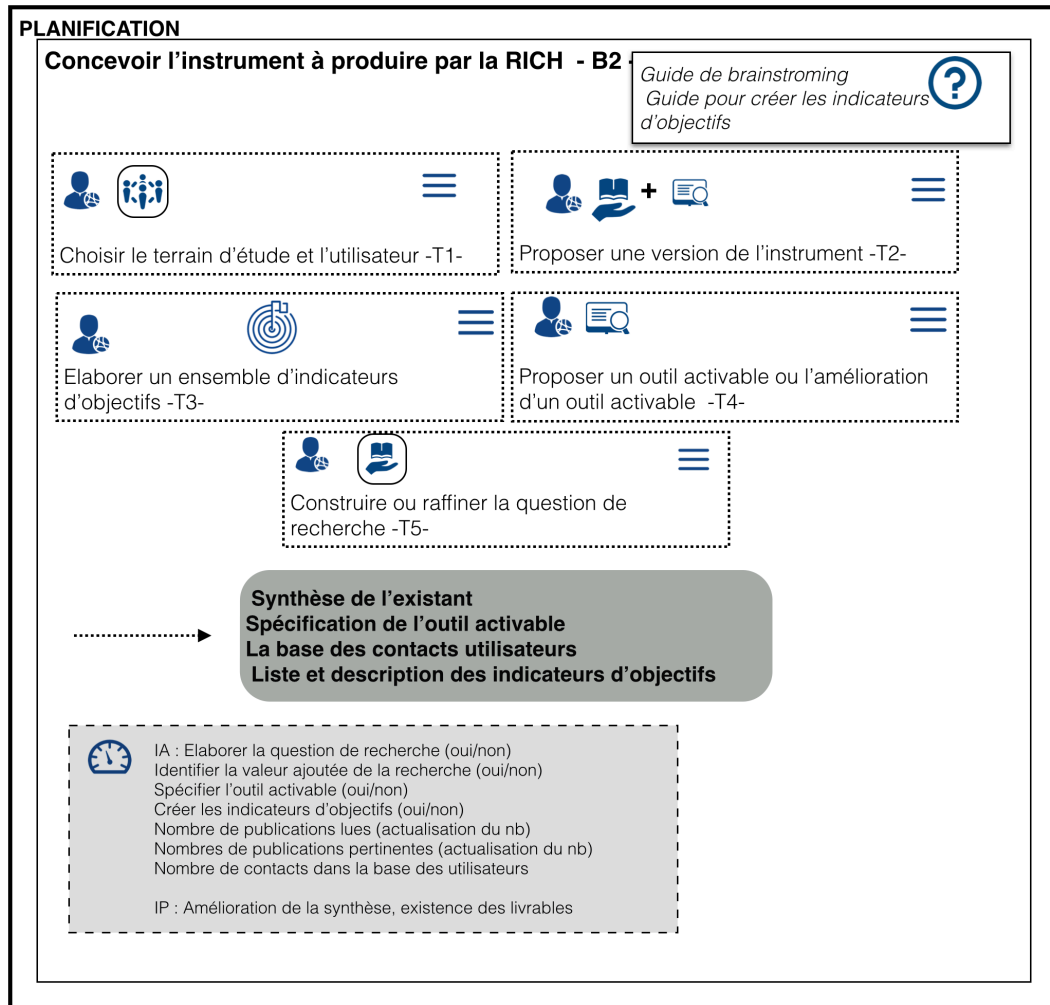 PLANIFICATION
Concevoir l’instrument à produire par la RICH - B2 -
Guide de brainstroming
Guide pour créer les indicateurs
d’objectifs
?
+
Choisir le terrain d’étude et l’utilisateur -T1-
Proposer une version de l’instrument -T2-
Elaborer un ensemble d’indicateurs
d’objectifs -T3-
Proposer un outil activable ou l’amélioration
d’un outil activable -T4-
Construire ou raffiner la question de
recherche -T5-
Synthèse de l’existant
Spécification de l’outil activable
La base des contacts utilisateurs
Liste et description des indicateurs d’objectifs
IA : Elaborer la question de recherche (oui/non)
Identifier la valeur ajoutée de la recherche (oui/non)
Spécifier l’outil activable (oui/non)
Créer les indicateurs d’objectifs (oui/non)
Nombre de publications lues (actualisation du nb)
Nombres de publications pertinentes (actualisation du nb)
Nombre de contacts dans la base des utilisateurs
IP : Amélioration de la synthèse, existence des livrables